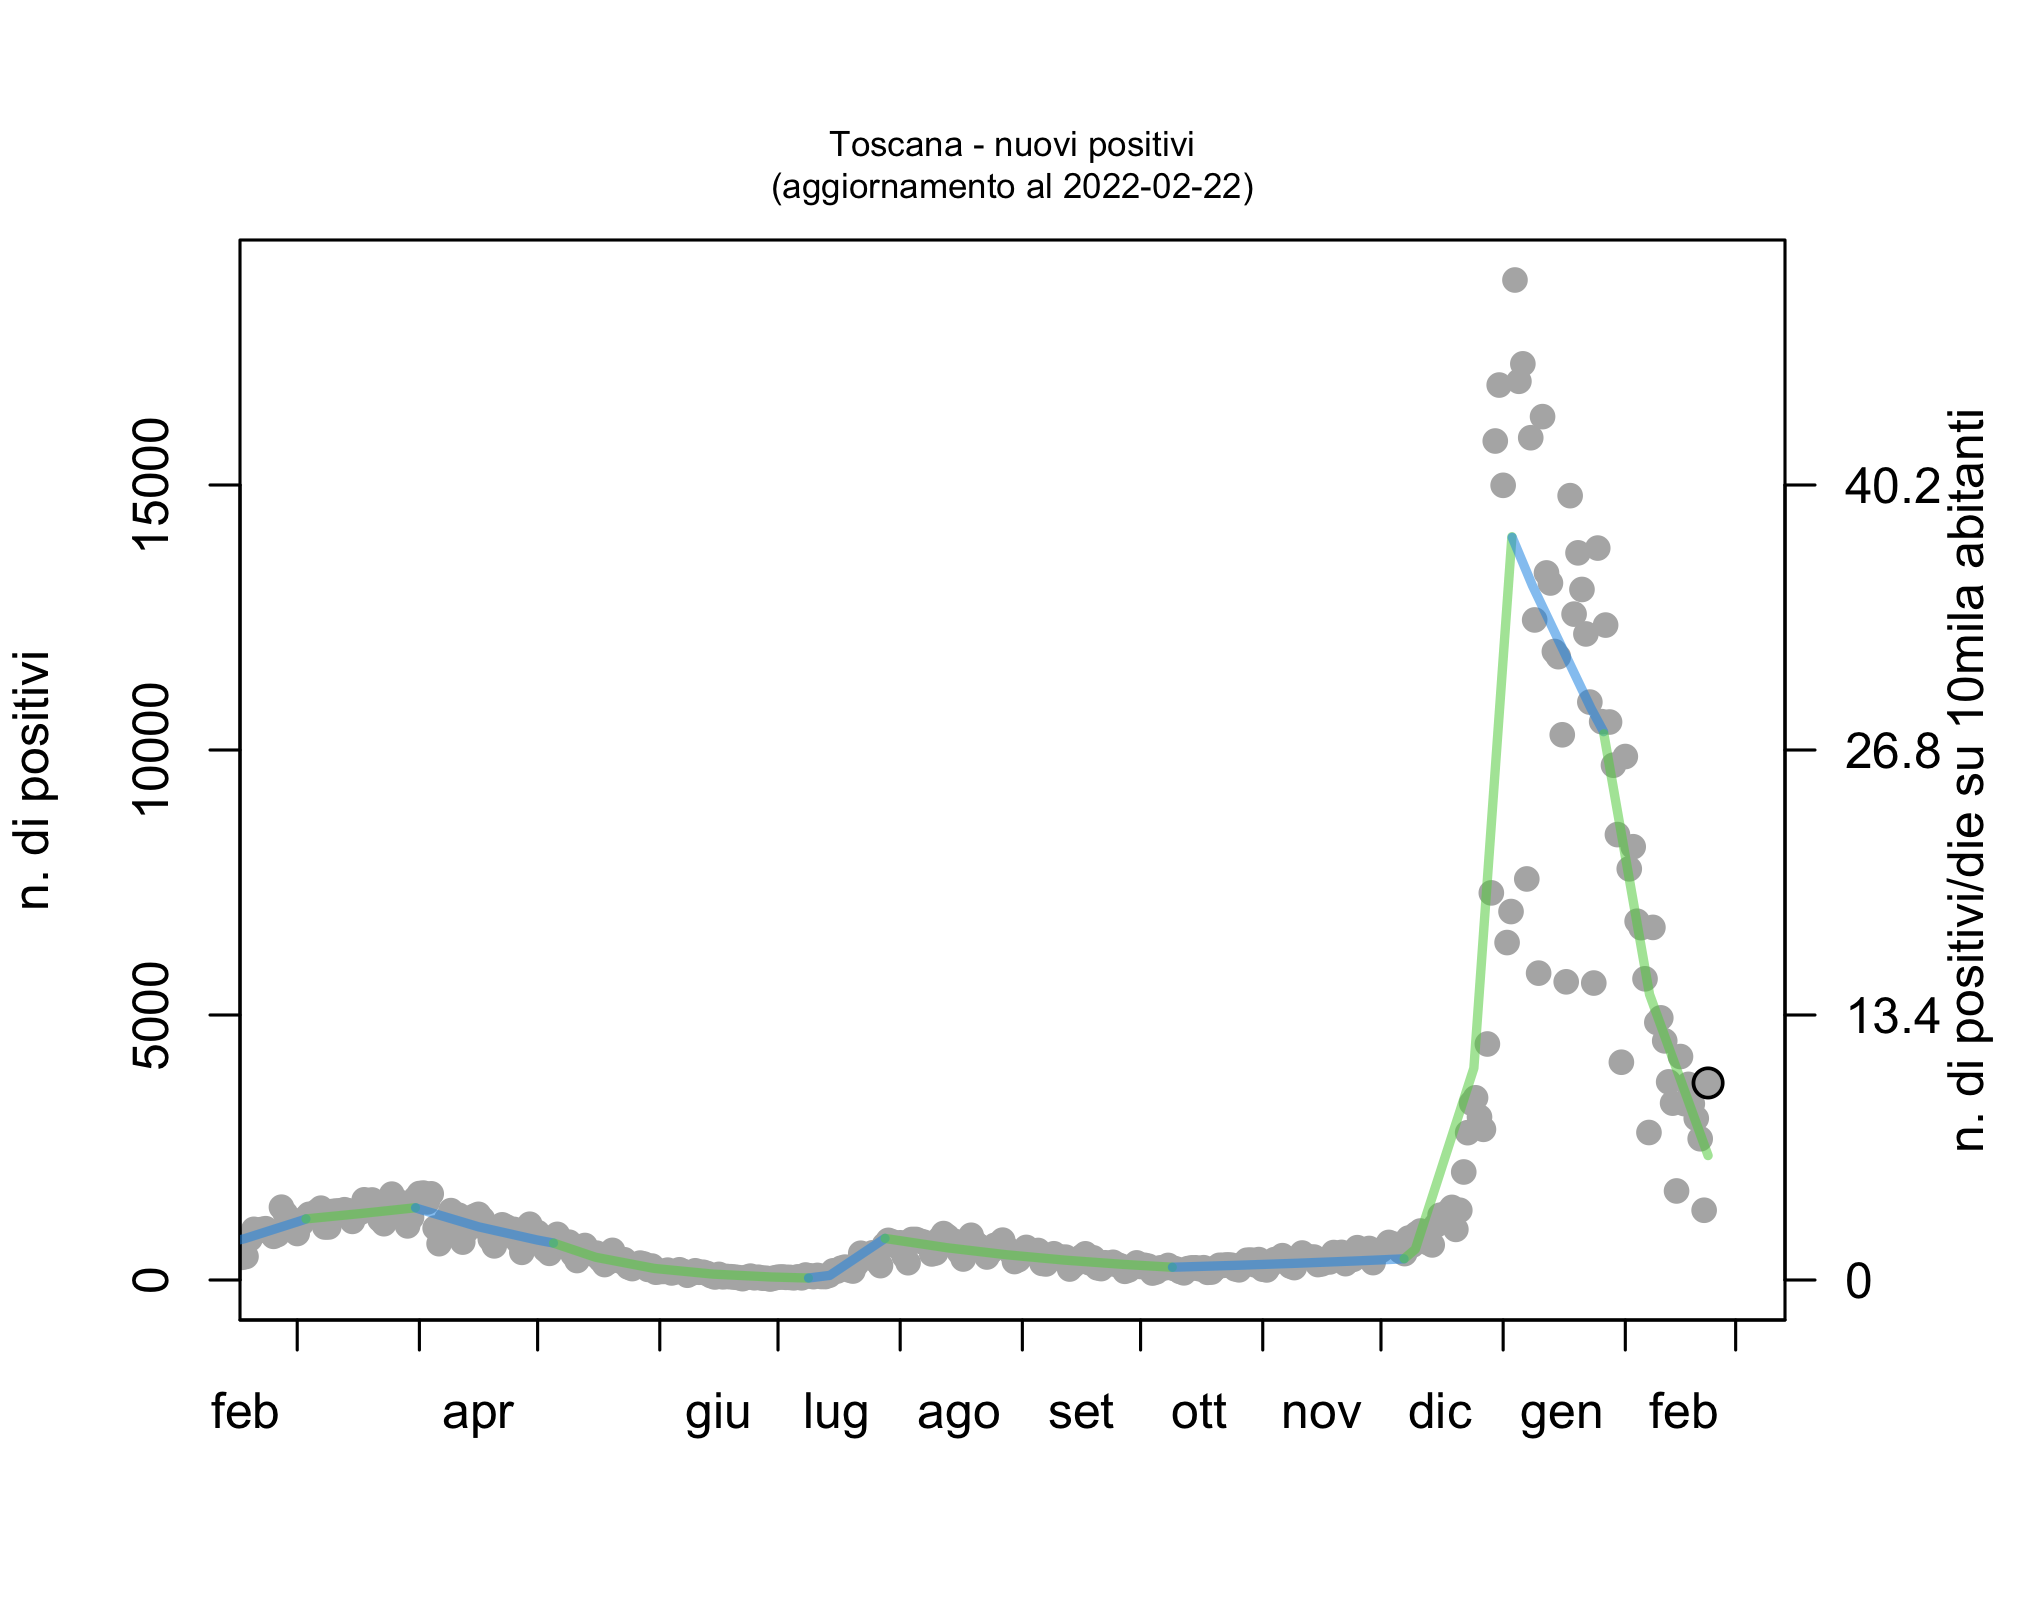 Toscana - nuovi positivi
(aggiornamento al 2022-02-22)
n. di positivi
15000
10000
5000
0
40.2
26.8
13.4
0
n. di positivi/die su 10mila abitanti
feb apr giu lug ago set ott nov dic gen feb